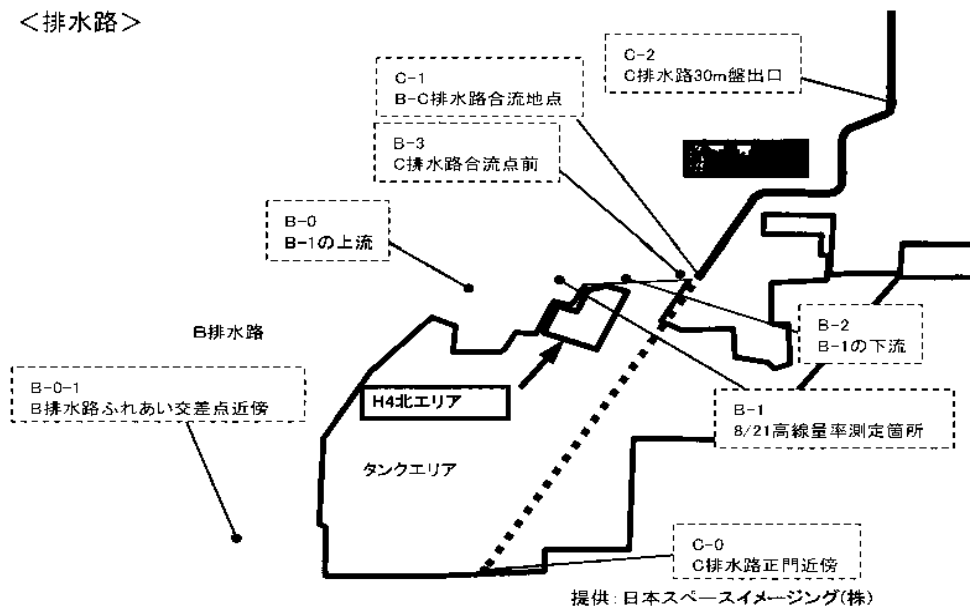 <排水路>
C-2
C排水路30m盤出口
C-1
B-C排水路合流地点
B-3
C排水路合流点前
B-0
B-1の上流
B排水路
B-2
B-1の下流
B-0-1
B排水路ふれあい交差点近傍
H4北エリア
B-1
8/21高線量率測定箇所
タンクエリア
C-0
C排水路正門近傍
提供:日本スペースイメージング(株)